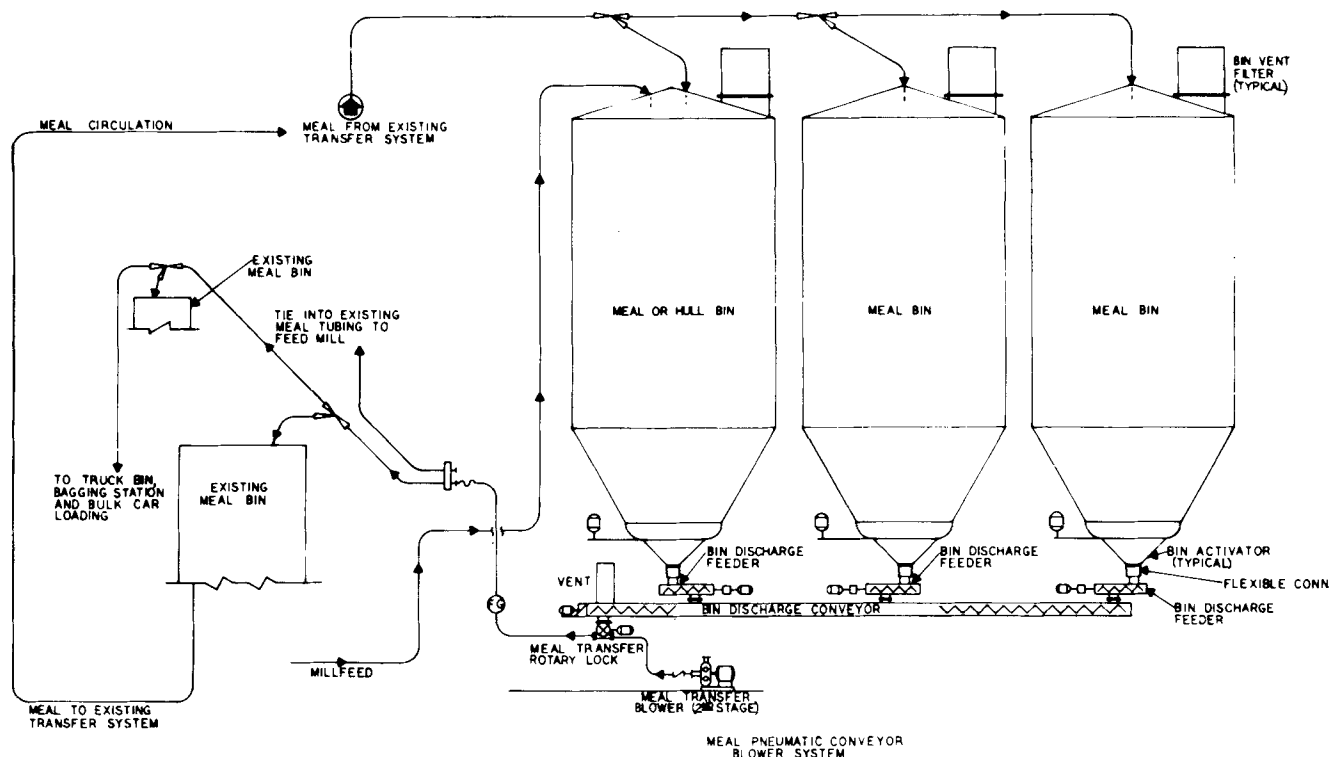 BIN VENT
FILTER
(TYPICAL)
MEAL CIRCULATION
MEAL FROM EXISTING
TRANSFER SYSTEM
EXISTING
MEAL BIN
TIE INTO EXISTING
MEAL TUBING TO
FEED MILL
MEAL OR HULL BIN
MEAL BIN
MEAL BIN
TO TRUCK BIN,
BAGGING STATION
AND BULK CAR
LOADING
EXISTING
MEAL BIN
BIN DISCHARGE
FEEDER
BIN DISCHARGE
FEEDER
BIN ACTIVATOR
(TYPICAL)
FLEXIBLE CONN
BIN DISCHARGE
FEEDER
VENT
BIN DISCHARGE CONVEYOR
MEAL TRANSFER
ROTARY LOCK
MILLFEED
MEAL TRANSFER
BLOWER (2ND STAGE)
MEAL TO EXISTING
TRANSFER SYSTEM
MEAL PNEUMATIC CONVEYOR
BLOWER SYSTEM